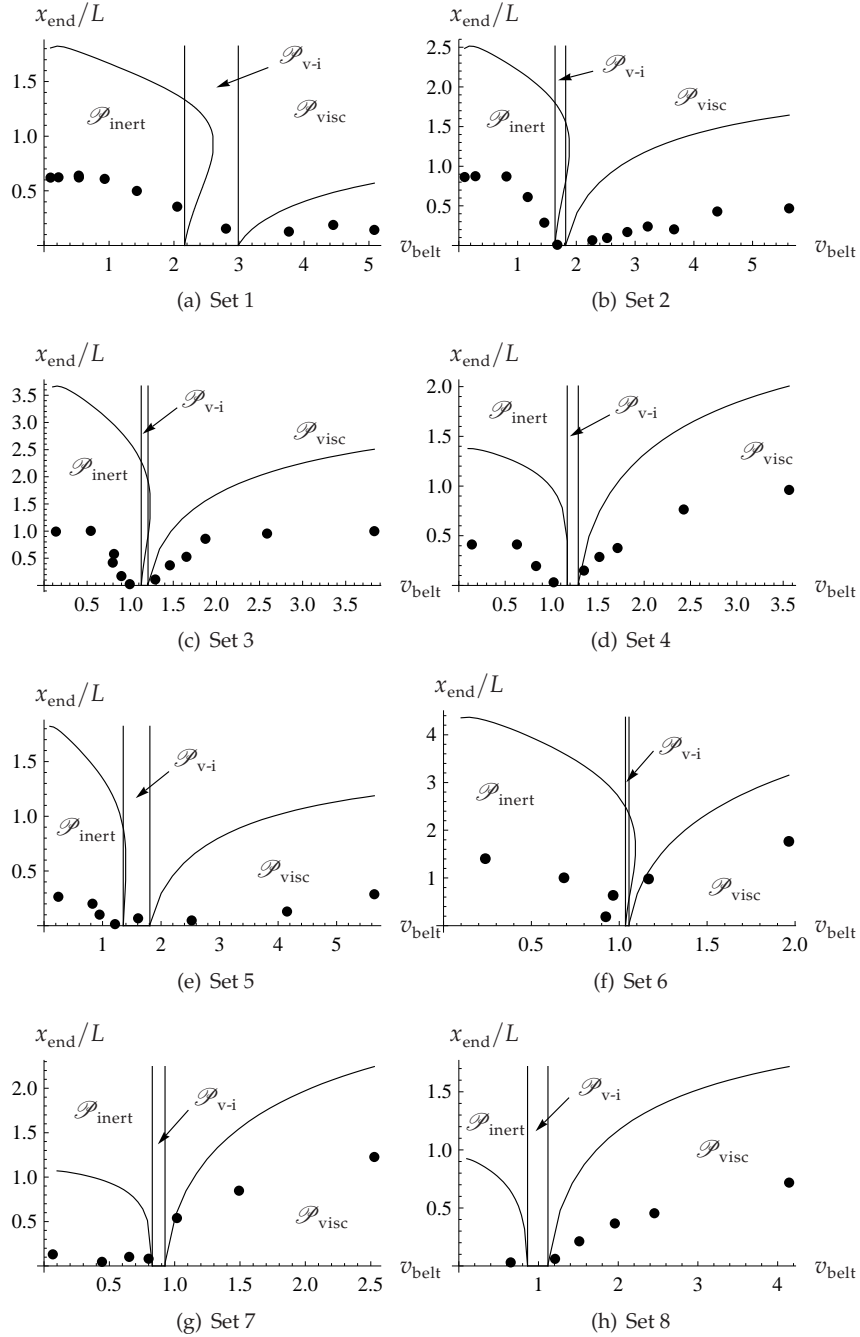 x_end/L
1.5
1.0
0.5
1 2 3 4 5
v_belt
𝒫_inert
𝒫_v-i
𝒫_visc
(a) Set 1
x_end/L
2.5
2.0
1.5
1.0
0.5
1 2 3 4 5
v_belt
𝒫_inert
𝒫_v-i
𝒫_visc
(b) Set 2
x_end/L
3.5
3.0
2.5
2.0
1.5
1.0
0.5
0.5 1.0 1.5 2.0 2.5 3.0 3.5
v_belt
𝒫_inert
𝒫_v-i
𝒫_visc
(c) Set 3
x_end/L
2.0
1.5
1.0
0.5
0.5 1.0 1.5 2.0 2.5 3.0 3.5
v_belt
𝒫_inert
𝒫_v-i
𝒫_visc
(d) Set 4
x_end/L
1.5
1.0
0.5
1 2 3 4 5
v_belt
𝒫_inert
𝒫_v-i
𝒫_visc
(e) Set 5
x_end/L
4
3
2
1
0.5 1.0 1.5 2.0
v_belt
𝒫_inert
𝒫_v-i
𝒫_visc
(f) Set 6
x_end/L
2.0
1.5
1.0
0.5
0.5 1.0 1.5 2.0 2.5
v_belt
𝒫_inert
𝒫_v-i
𝒫_visc
(g) Set 7
x_end/L
1.5
1.0
0.5
1 2 3 4
v_belt
𝒫_inert
𝒫_v-i
𝒫_visc
(h) Set 8